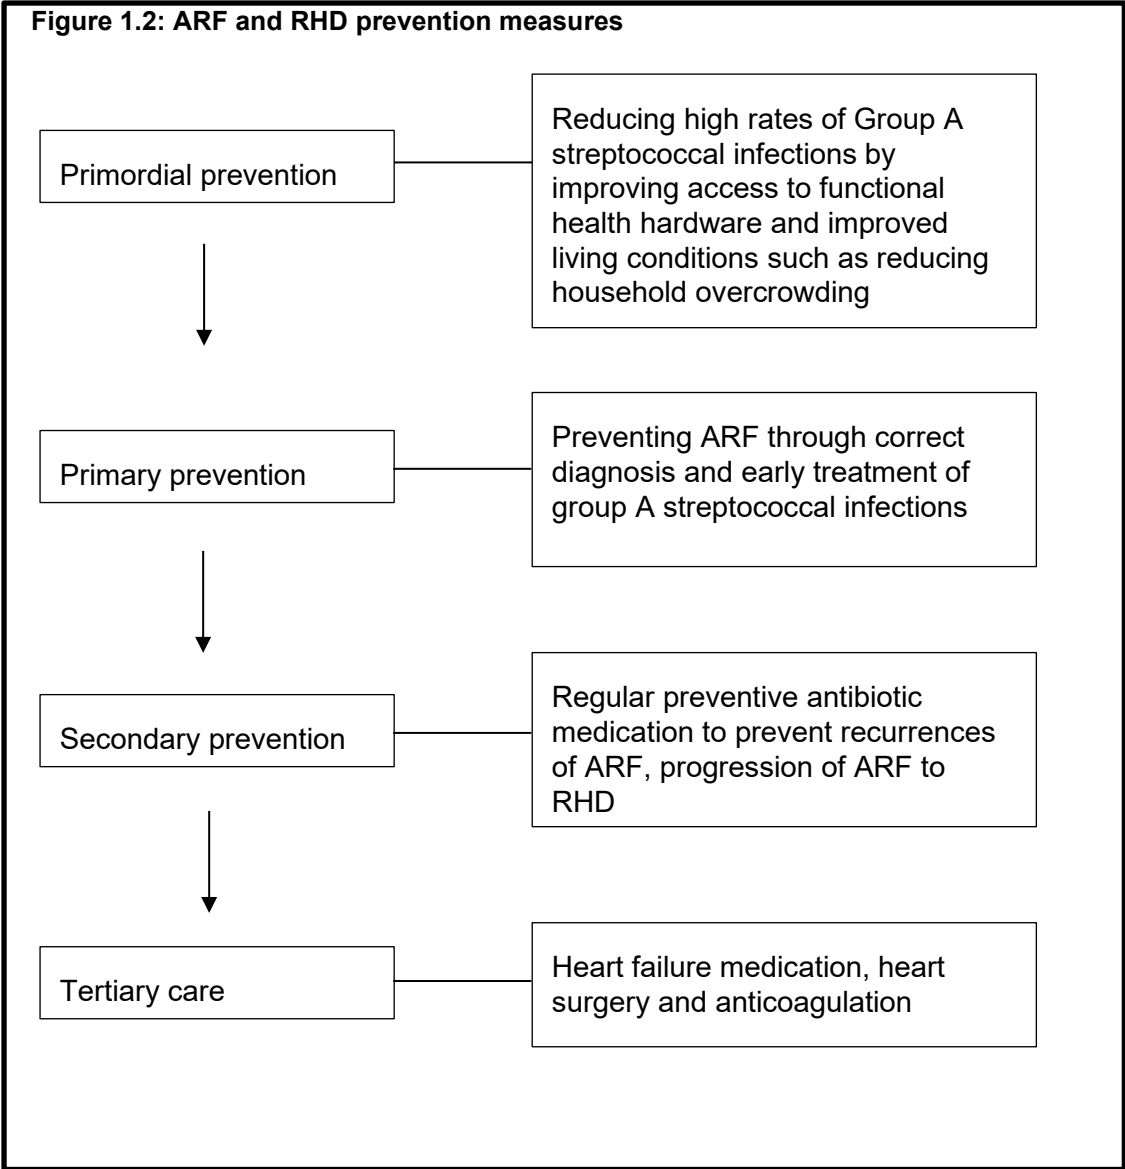 Figure 1.2: ARF and RHD prevention measures
Primordial prevention
Reducing high rates of Group A
streptococcal infections by
improving access to functional
health hardware and improved
living conditions such as reducing
household overcrowding
Primary prevention
Preventing ARF through correct
diagnosis and early treatment of
group A streptococcal infections
Secondary prevention
Regular preventive antibiotic
medication to prevent recurrences
of ARF, progression of ARF to
RHD
Tertiary care
Heart failure medication, heart
surgery and anticoagulation